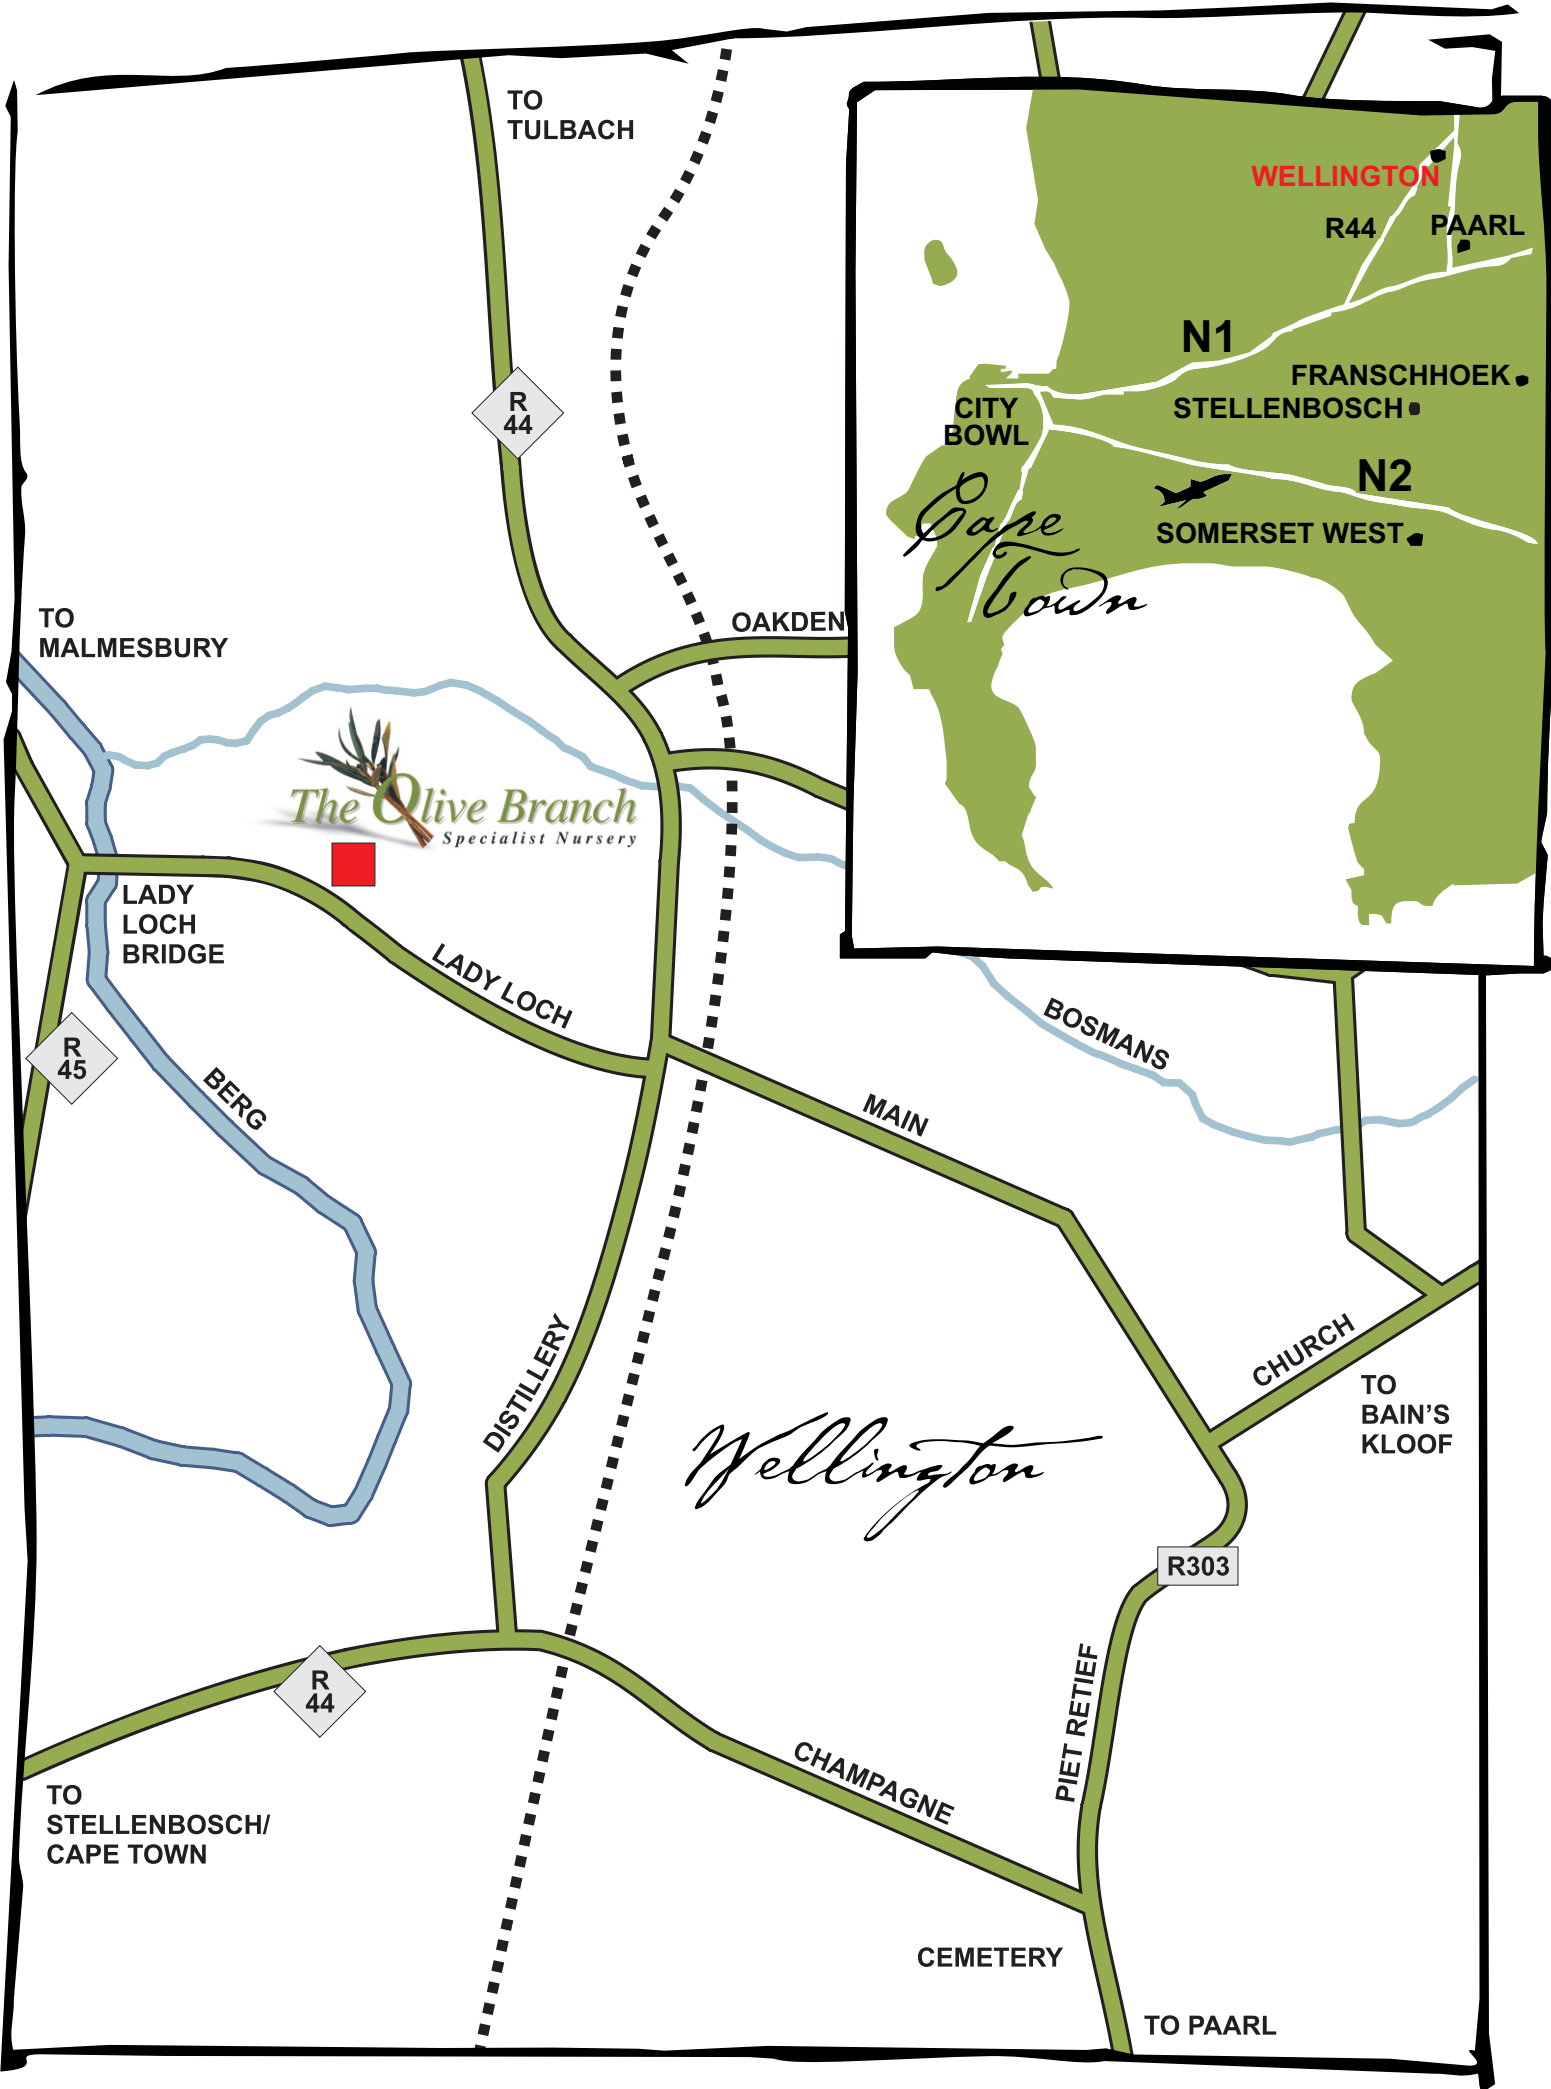 TO
TULBACH
WELLINGTON
R44
PAARL
N1
FRANSCHHOEK
STELLENBOSCH
CITY
BOWL
N2
Cape
Town
SOMERSET WEST
R
44
OAKDEN
TO
MALMESBURY
The Olive Branch
Specialist Nursery
LADY
LOCH
BRIDGE
LADY LOCH
R
45
BERG
BOSMANS
MAIN
DISTILLERY
CHURCH
TO
BAIN'S
KLOOF
Wellington
R303
PIET RETIEF
R
44
CHAMPAGNE
TO
STELLENBOSCH/
CAPE TOWN
CEMETERY
TO PAARL